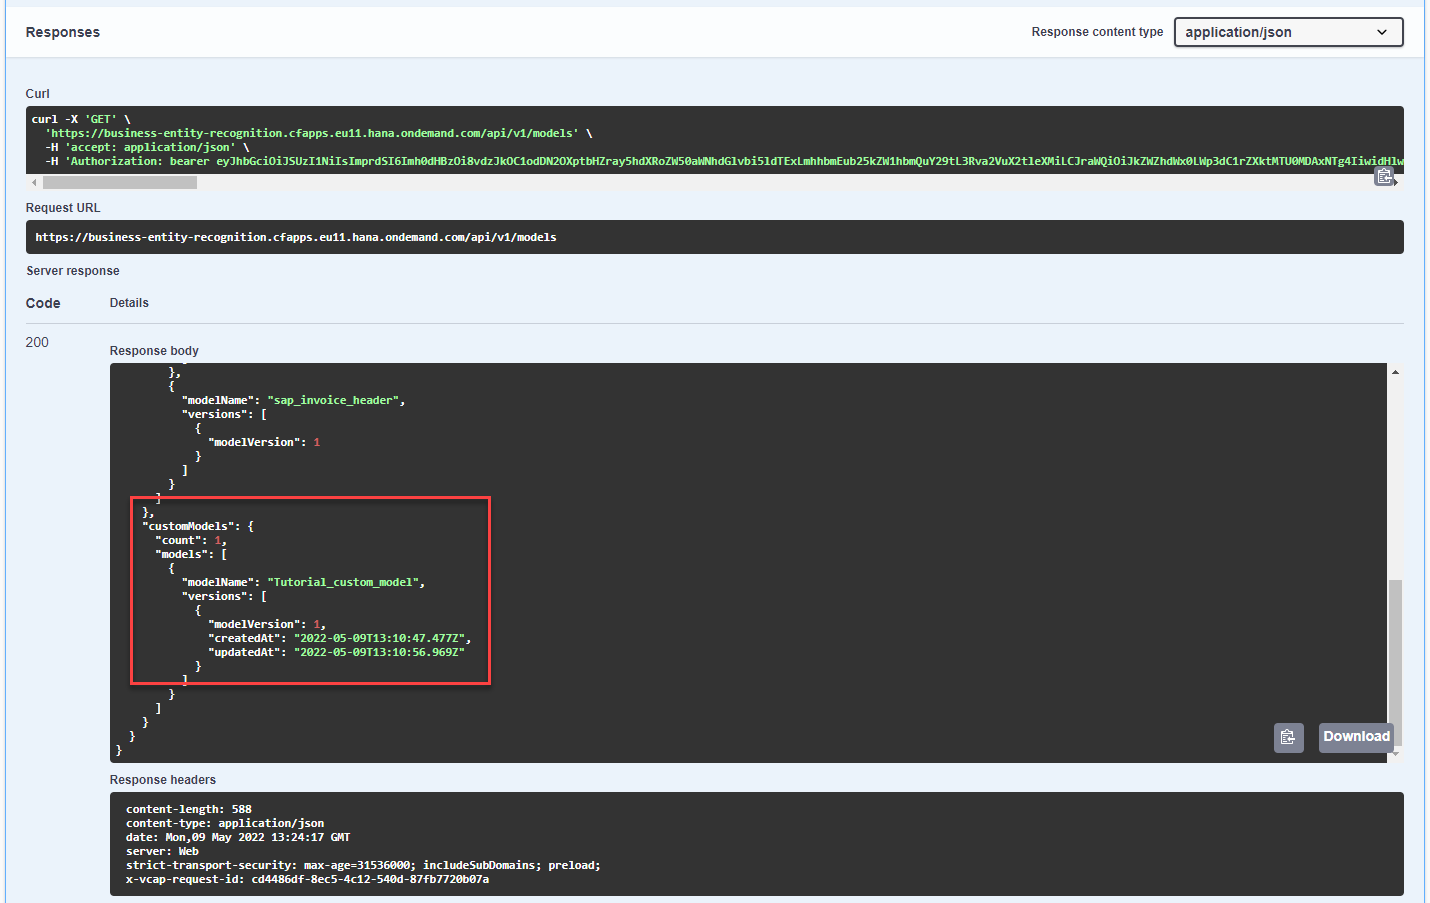 Responses
Response content type
application/json
Curl
curl -X 'GET' \
'https://business-entity-recognition.cfapps.eu11.hana.ondemand.com/api/v1/models' \
-H 'accept: application/json' \
-H 'Authorization: bearer
Request URL
https://business-entity-recognition.cfapps.eu11.hana.ondemand.com/api/v1/models
Server response
Code Details
200
Response body
},
{
"modelName": "sap_invoice_header",
"versions": [
{
"modelVersion": 1
}
]
}
]
},
"customModels": {
"count": 1,
"models": [
{
"modelName": "Tutorial_custom_model",
"versions": [
{
"modelVersion": 1,
"createdAt": "2022-05-09T13:10:47.477Z",
"updatedAt": "2022-05-09T13:10:56.969Z"
}
]
}
]
}
}
}
Download
Response headers
content-length: 588
content-type: application/json
date: Mon,09 May 2022 13:24:17 GMT
server: Web
strict-transport-security: max-age=31536000; includeSubDomains; preload;
x-vcap-request-id: cd4486df-8ec5-4c12-540d-87fb7720b07a